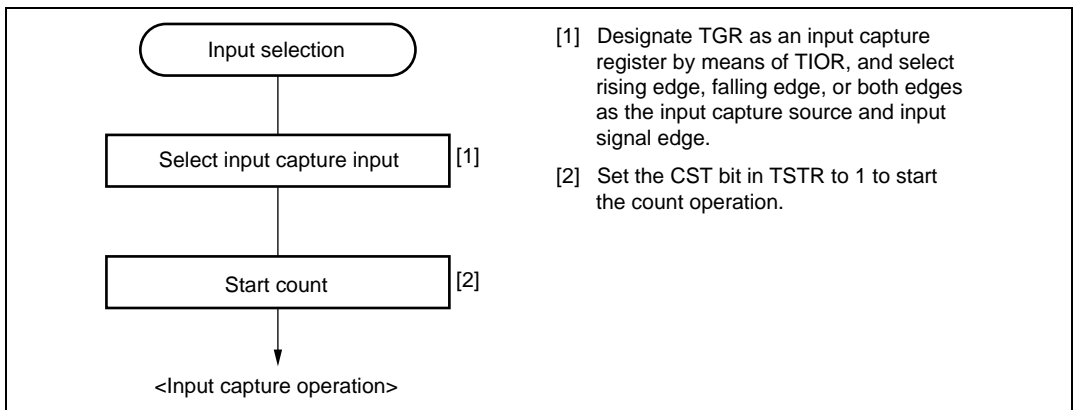 Input selection
Select input capture input
[1]
Start count
[2]
<Input capture operation>
[1] Designate TGR as an input capture
register by means of TIOR, and select
rising edge, falling edge, or both edges
as the input capture source and input
signal edge.
[2] Set the CST bit in TSTR to 1 to start
the count operation.